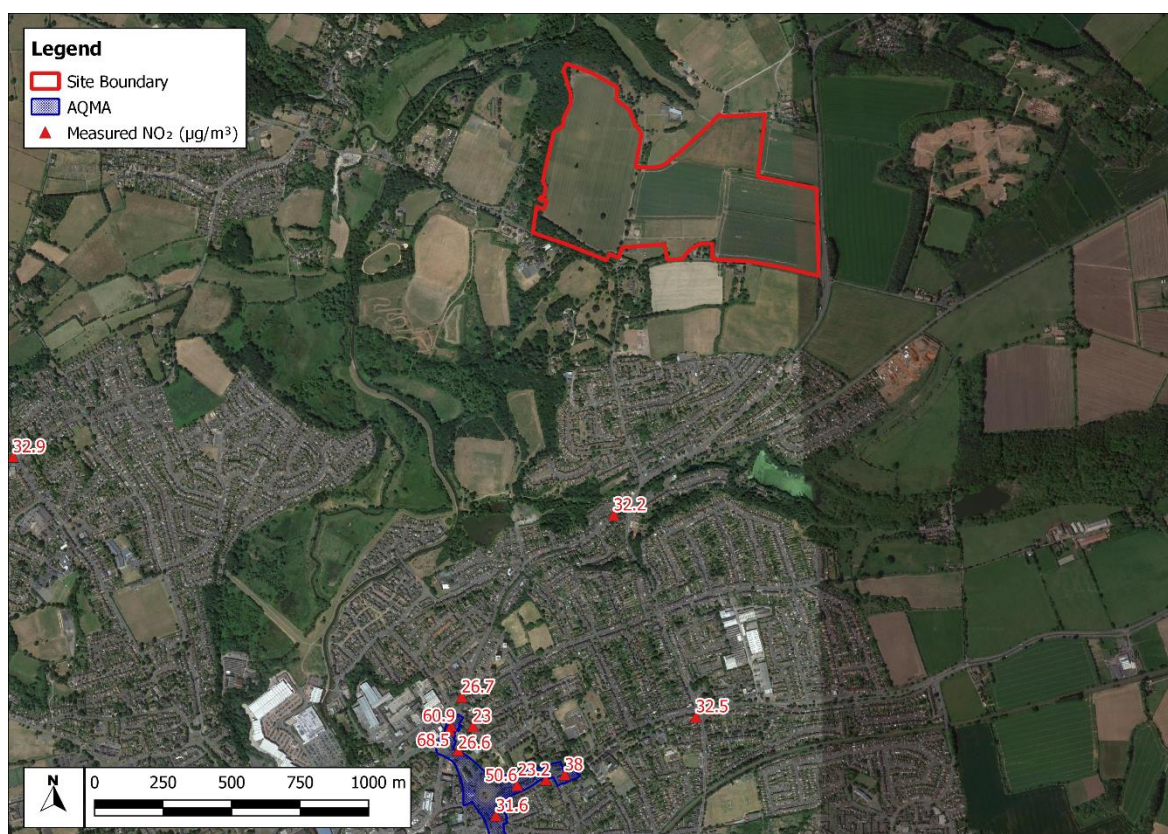 Legend
Site Boundary
AQMA
Measured NO₂ (µg/m³)
32.9
32.2
26.7
32.5
60.9
23
68.5
26.6
50.6
23.2
38
31.6
N
0 250 500 750 1000 m